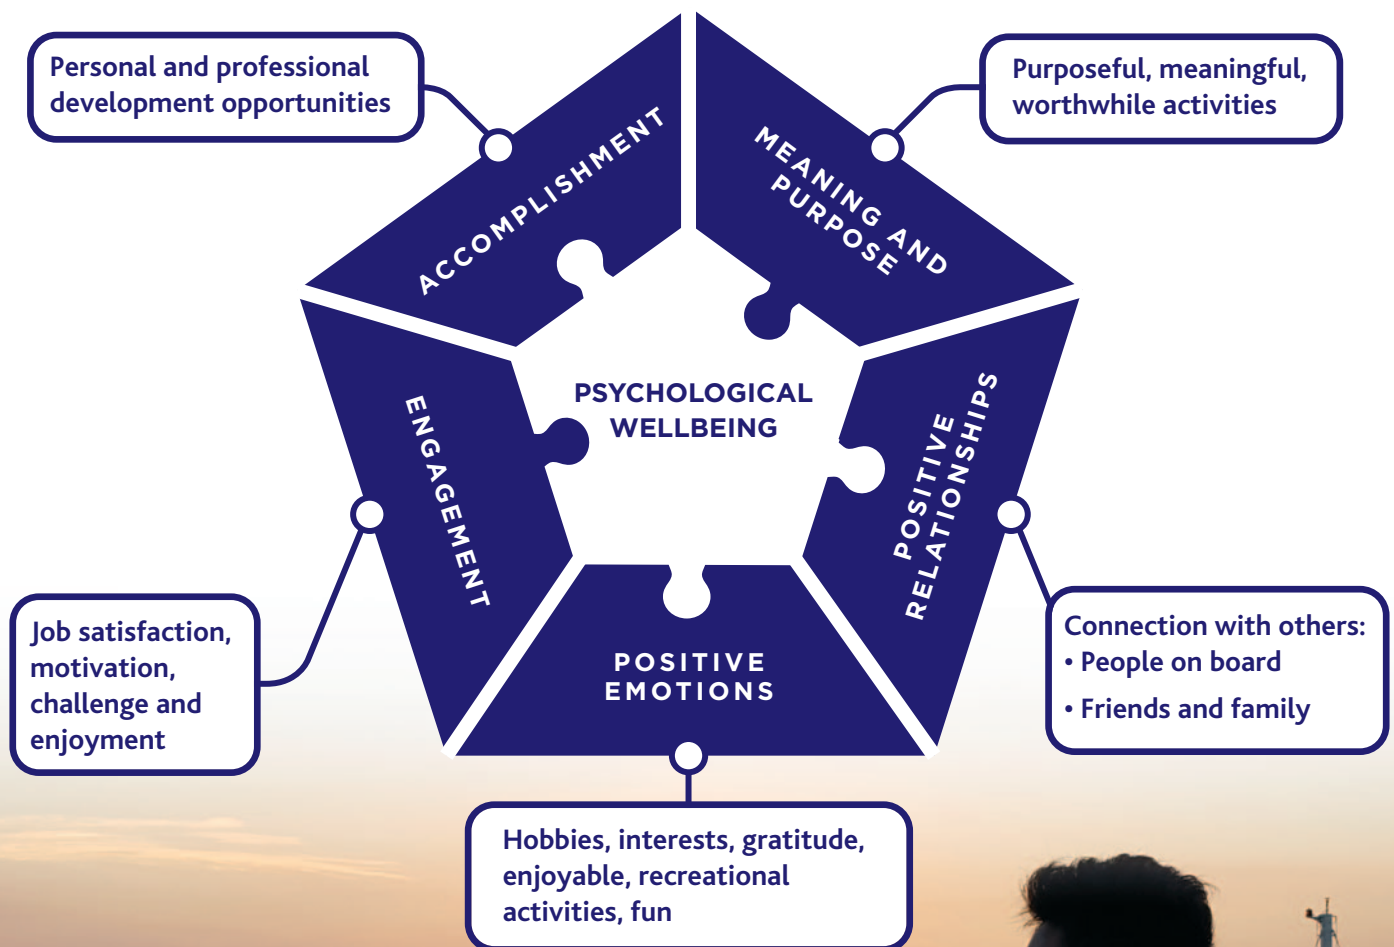 Personal and professional
development opportunities
Purposeful, meaningful,
worthwhile activities
ACCOMPLISHMENT
MEANING AND
PURPOSE
PSYCHOLOGICAL
WELLBEING
ENGAGEMENT
POSITIVE
RELATIONSHIPS
POSITIVE
EMOTIONS
Job satisfaction,
motivation,
challenge and
enjoyment
Connection with others:
• People on board
• Friends and family
Hobbies, interests, gratitude,
enjoyable, recreational
activities, fun